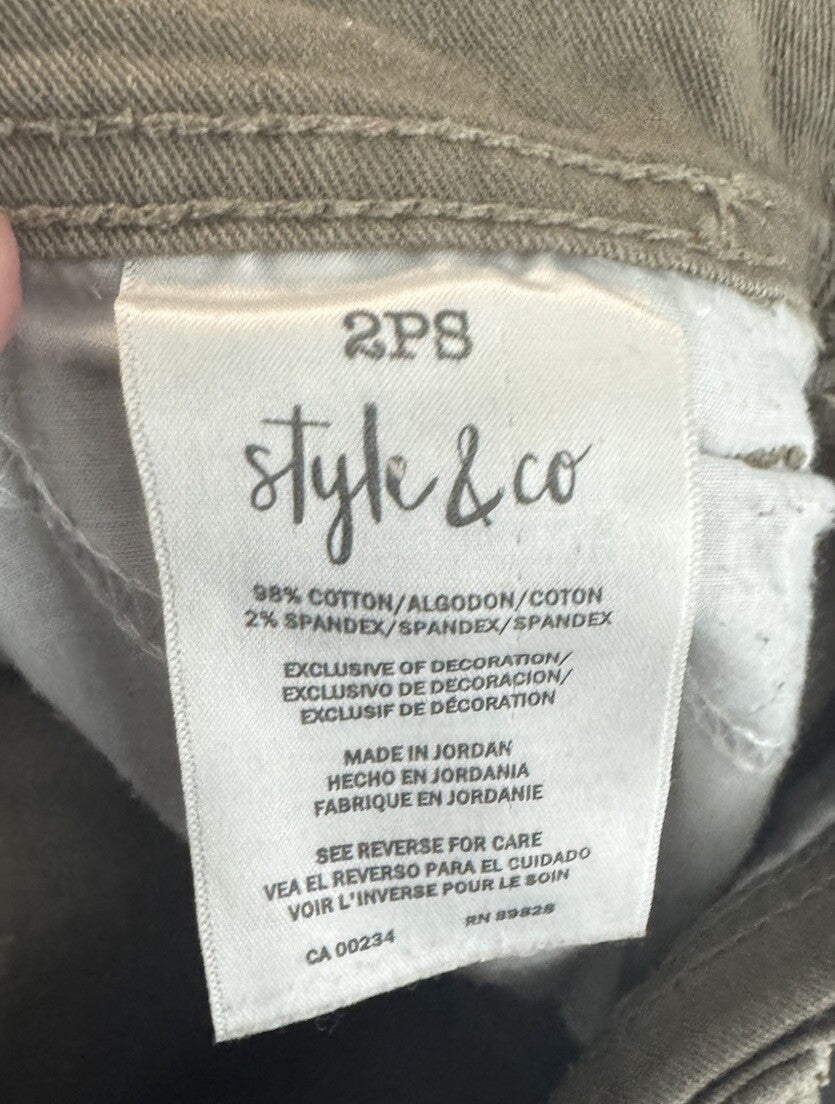 2PS
style & co
98% COTTON/ALGODON/COTON
2% SPANDEX/SPANDEX/SPANDEX
EXCLUSIVE OF DECORATION/
EXCLUSIVO DE DECORACION/
EXCLUSIF DE DÉCORATION
MADE IN JORDAN
HECHO EN JORDANIA
FABRIQUE EN JORDANIE
SEE REVERSE FOR CARE
VEA EL REVERSO PARA EL CUIDADO
VOIR L'INVERSE POUR LE SOIN
CA 00234 RN 89828